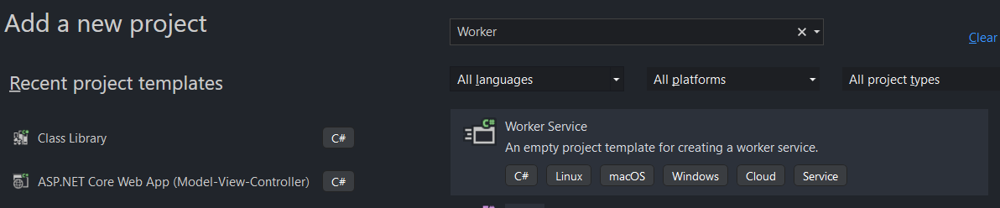 Add a new project
Worker
Clear
Recent project templates
All languages
All platforms
All project types
Class Library
C#
ASP.NET Core Web App (Model-View-Controller)
C#
C#
Worker Service
An empty project template for creating a worker service.
C#
Linux
macOS
Windows
Cloud
Service